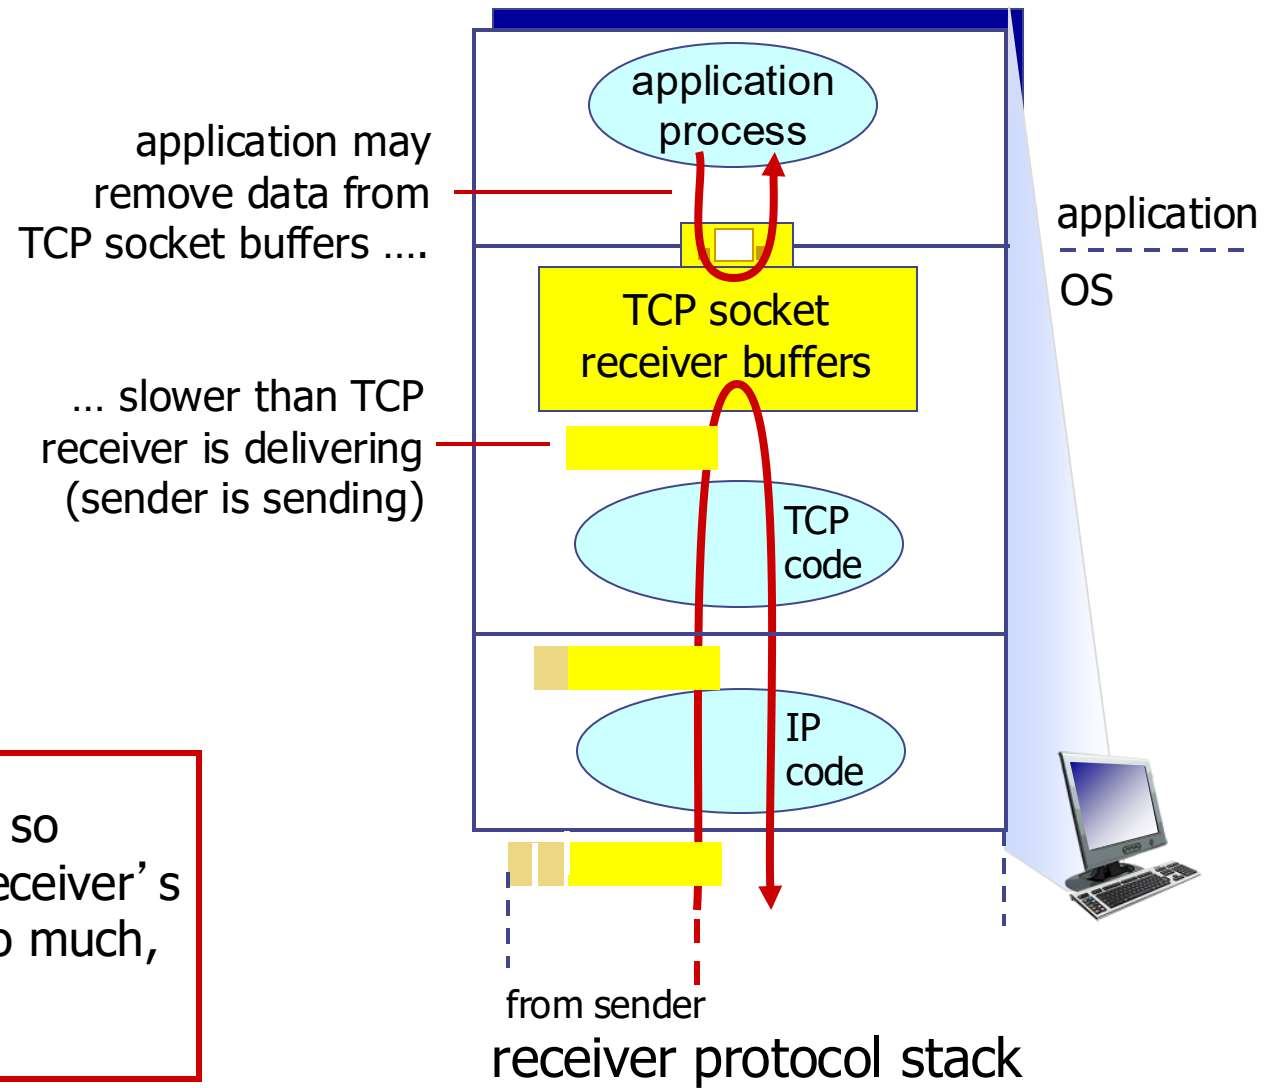 application
process
application may
remove data from
TCP socket buffers ….
application
OS
TCP socket
receiver buffers
… slower than TCP
receiver is delivering
(sender is sending)
TCP
code
IP
code
so
eceiver’s
o much,
from sender
receiver protocol stack